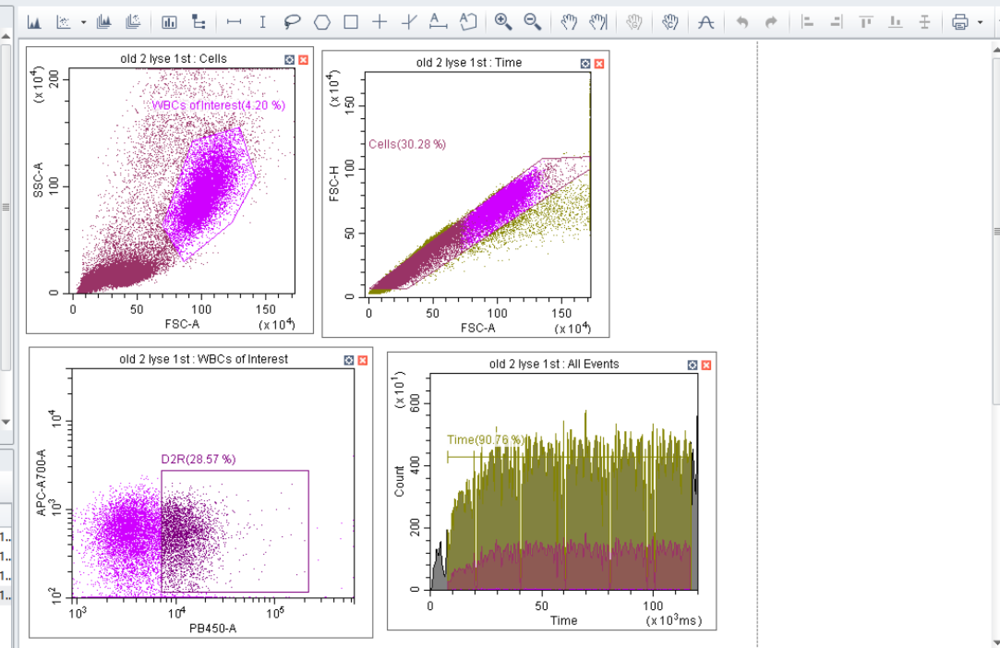 old 2 lyse 1st : Cells
(x 10⁴)
200
100
0
SSC-A
WBCs of Interest(4.20 %)
0 50 100 150
FSC-A (x 10⁴)
old 2 lyse 1st : Time
(x 10⁴)
150
100
50
0
FSC-H
Cells(30.28 %)
0 50 100 150
FSC-A (x 10⁴)
old 2 lyse 1st : WBCs of Interest
10⁴
10³
10²
APC-A700-A
D2R(28.57 %)
10³ 10⁴ 10⁵
PB450-A
old 2 lyse 1st : All Events
(x 10¹)
600
400
200
0
Count
Time(90.76 %)
0 50 100
Time (x 10³ms)
1..
1..
1..
1..